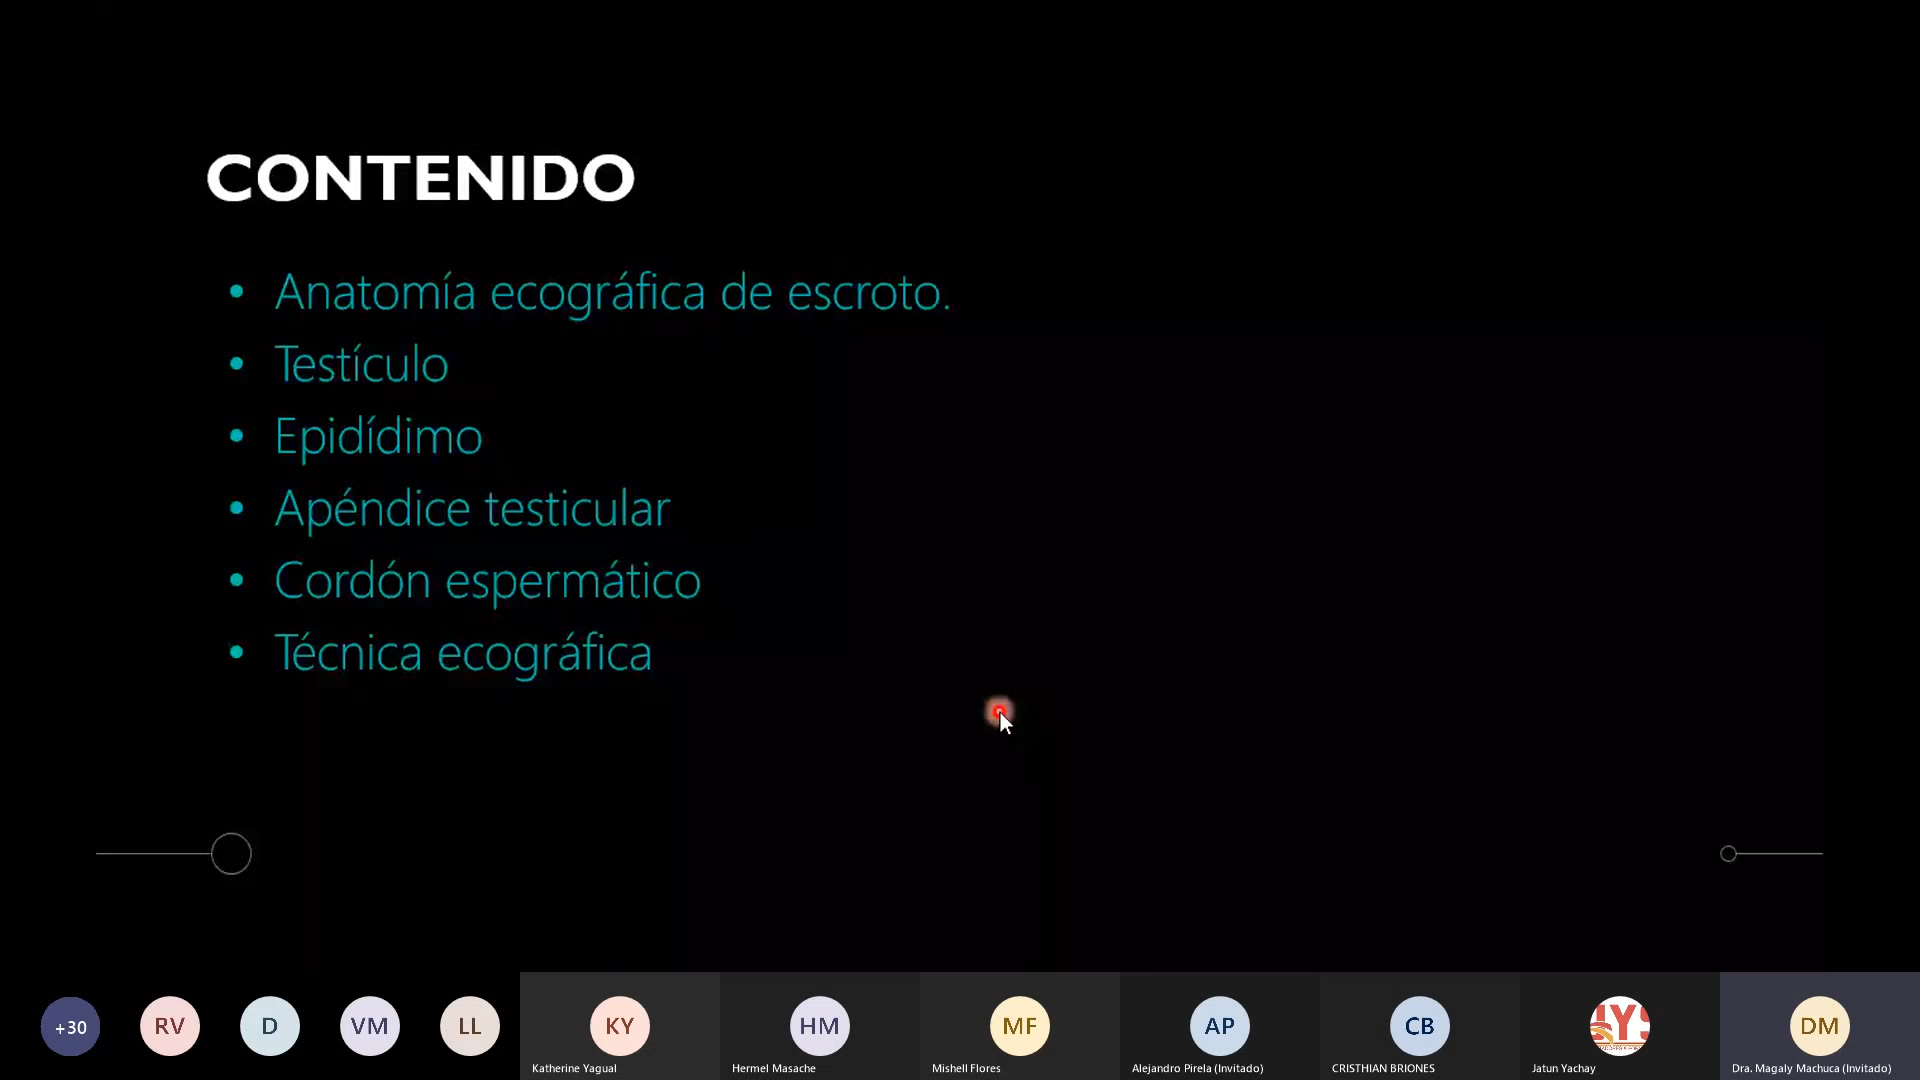 CONTENIDO
• Anatomía ecográfica de escroto.
• Testículo
• Epidídimo
• Apéndice testicular
• Cordón espermático
• Técnica ecográfica
+30
RV
D
VM
LL
KY
HM
MF
AP
CB
DM
Katherine Yagual
Hermel Masache
Mishell Flores
Alejandro Pirela (Invitado)
CRISTHIAN BRIONES
Jatun Yachay
Dra. Magaly Machuca (Invitado)